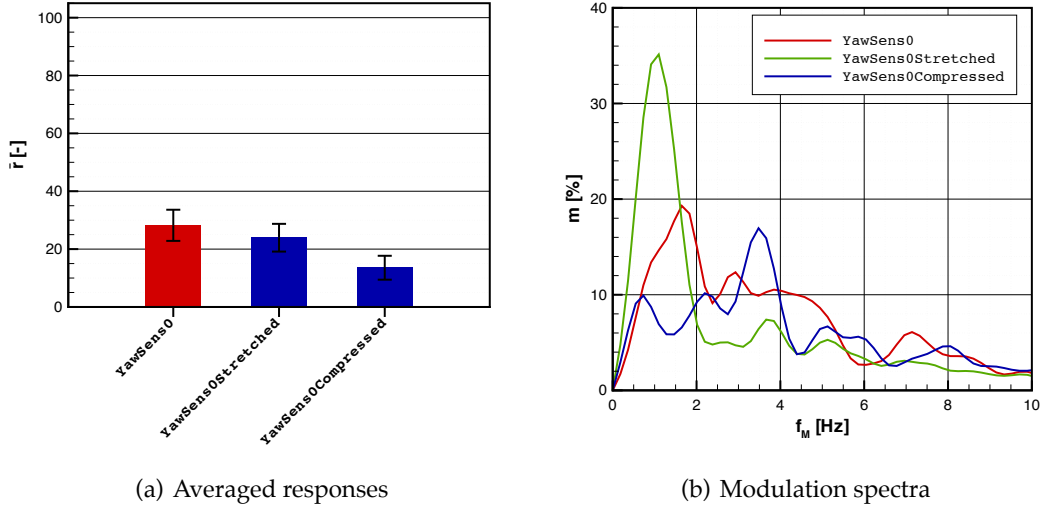 100
80
60
40
20
0
r̄ [-]
YawSens0
YawSens0Stretched
YawSens0Compressed
(a) Averaged responses
40
30
20
10
0
m [%]
YawSens0
YawSens0Stretched
YawSens0Compressed
0 2 4 6 8 10
f_M [Hz]
(b) Modulation spectra